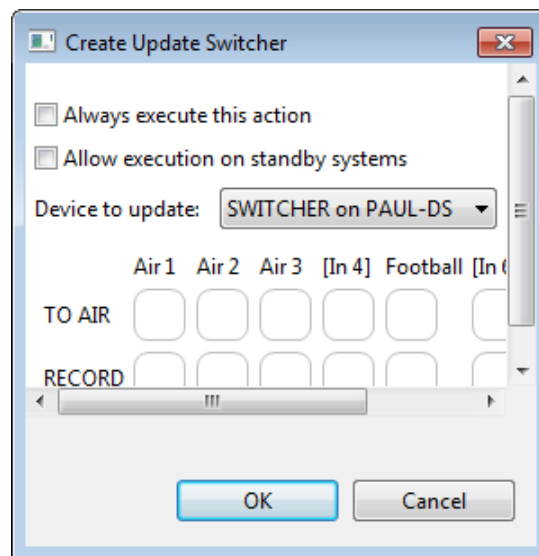 Create Update Switcher
Always execute this action
Allow execution on standby systems
Device to update: SWITCHER on PAUL-DS
Air 1 Air 2 Air 3 [In 4] Football [In
TO AIR
RECORD
OK Cancel